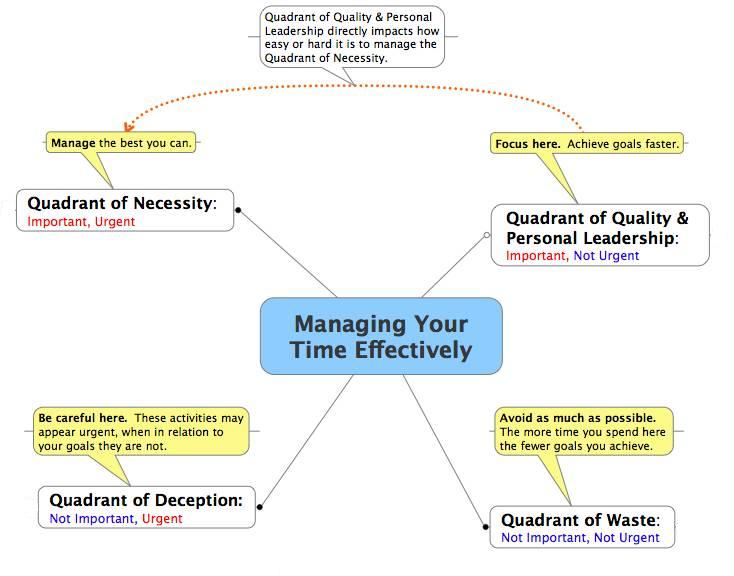 Quadrant of Quality & Personal
Leadership directly impacts how
easy or hard it is to manage the
Quadrant of Necessity.
Manage the best you can.
Focus here. Achieve goals faster.
Quadrant of Necessity:
Important, Urgent
Quadrant of Quality &
Personal Leadership:
Important, Not Urgent
Managing Your
Time Effectively
Be careful here. These activities may
appear urgent, when in relation to
your goals they are not.
Avoid as much as possible.
The more time you spend here
the fewer goals you achieve.
Quadrant of Deception:
Not Important, Urgent
Quadrant of Waste:
Not Important, Not Urgent